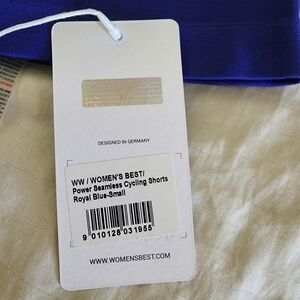 DESIGNED IN GERMANY
WW / WOMEN'S BEST/
Power Seamless Cycling Shorts
Royal Blue-Small
9 010128 031955
WWW.WOMENSBEST.COM